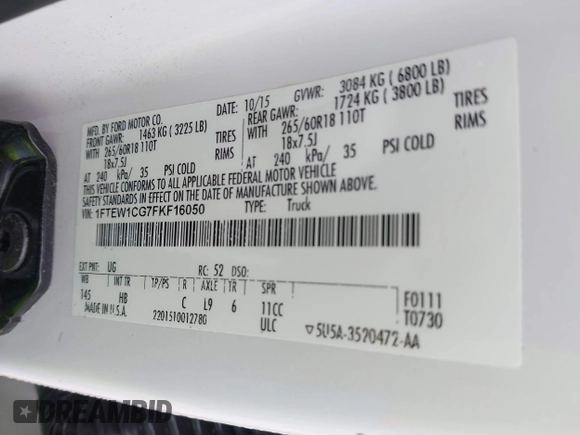 MFD. BY FORD MOTOR CO.
DATE: 10/15 GVWR: 3084 KG ( 6800 LB)
FRONT GAWR: 1463 KG ( 3225 LB)
REAR GAWR: 1724 KG ( 3800 LB)
WITH 265/60R18 110T TIRES
WITH 265/60R18 110T TIRES
18x7.5J RIMS
18x7.5J RIMS
AT 240 kPa/ 35 PSI COLD
AT 240 kPa/ 35 PSI COLD
THIS VEHICLE CONFORMS TO ALL APPLICABLE FEDERAL MOTOR VEHICLE
SAFETY STANDARDS IN EFFECT ON THE DATE OF MANUFACTURE SHOWN ABOVE.
VIN: 1FTEW1CG7FKF16050 TYPE: Truck
EXT PNT: UG RC: 52 DSO:
WB INT TR TP/PS R AXLE TR SPR
145 HB C L9 6 11CC F0111
MADE IN U.S.A. 2201510012780 ULC T0730
▽5U5A-3520472-AA
DREAMBID